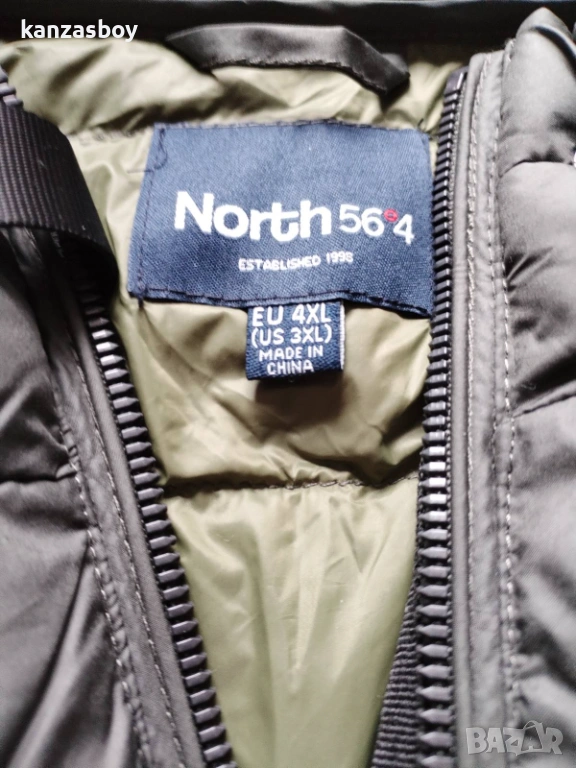 kanzasboy
North 56°4
ESTABLISHED 1998
EU 4XL
(US 3XL)
MADE IN
CHINA
BAZAR